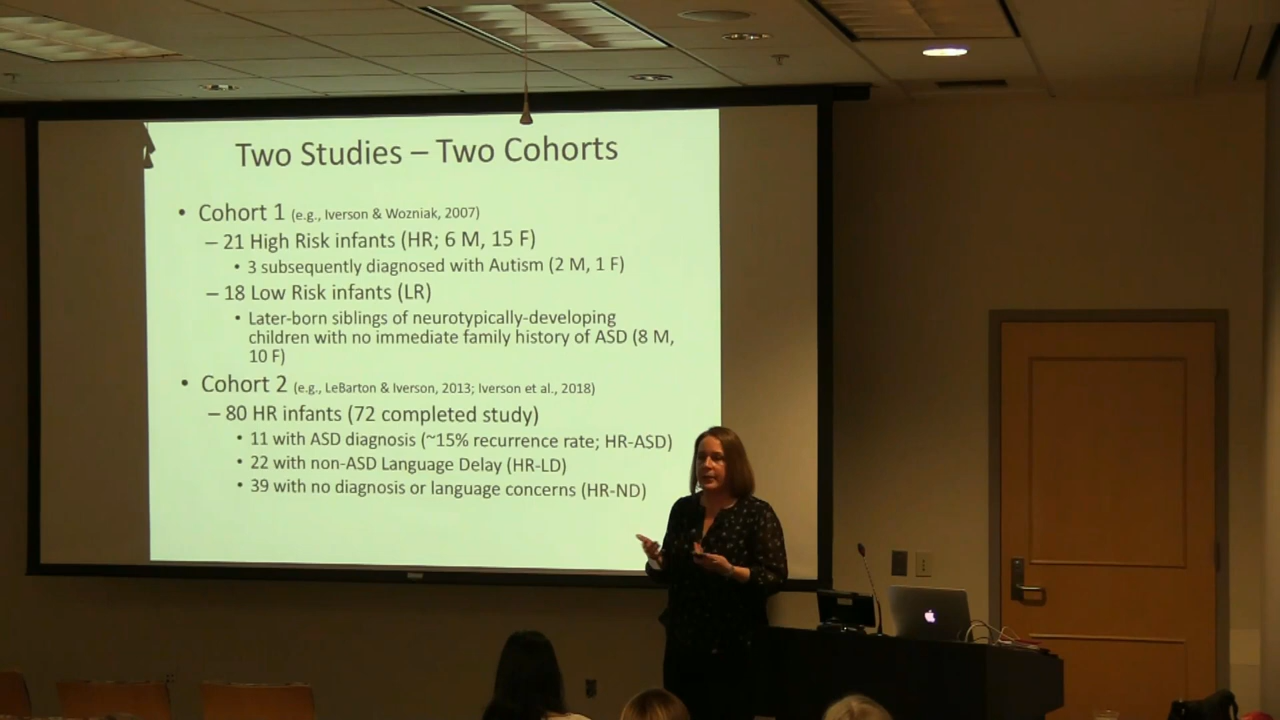 Two Studies – Two Cohorts
• Cohort 1 (e.g., Iverson & Wozniak, 2007)
– 21 High Risk infants (HR; 6 M, 15 F)
• 3 subsequently diagnosed with Autism (2 M, 1 F)
– 18 Low Risk infants (LR)
• Later-born siblings of neurotypically-developing
children with no immediate family history of ASD (8 M,
10 F)
• Cohort 2 (e.g., LeBarton & Iverson, 2013; Iverson et al., 2018)
– 80 HR infants (72 completed study)
• 11 with ASD diagnosis (~15% recurrence rate; HR-ASD)
• 22 with non-ASD Language Delay (HR-LD)
• 39 with no diagnosis or language concerns (HR-ND)